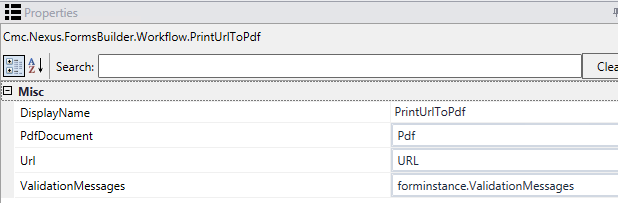 Properties
Cmc.Nexus.FormsBuilder.Workflow.PrintUrlToPdf
Search: Clea
Misc
DisplayName PrintUrlToPdf
PdfDocument Pdf
Url URL
ValidationMessages forminstance.ValidationMessages